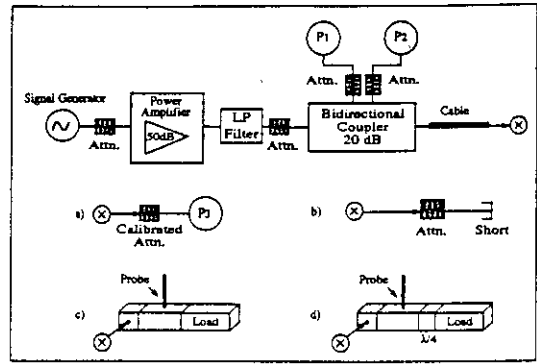 P1
P2
Attn.
Attn.
Signal Generator
Power
Amplifier
50dB
Attn.
LP
Filter
Attn.
Bidirectional
Coupler
20 dB
Cable
a)
P3
Calibrated
Attn.
b)
Attn.
Short
Probe
c)
Load
Probe
d)
Load
λ/4